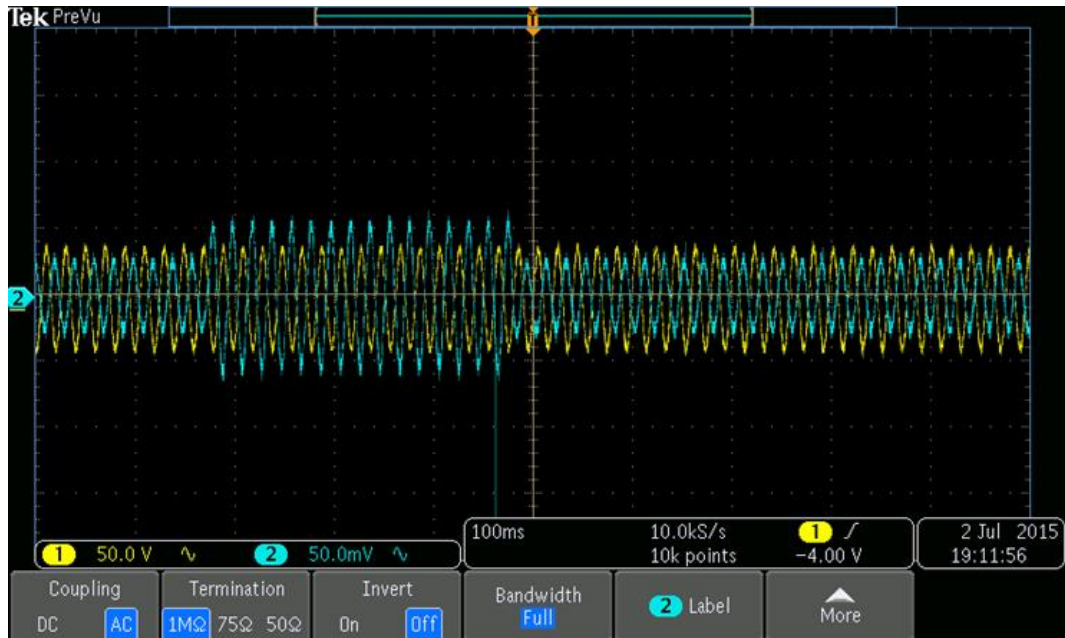 Tek PreVu
T
2
100ms 10.0kS/s 1 2 Jul 2015
1 50.0 V 2 50.0mV 10k points −4.00 V 19:11:56
Coupling Termination Invert Bandwidth 2 Label More
DC AC 1MΩ 75Ω 50Ω On Off Full